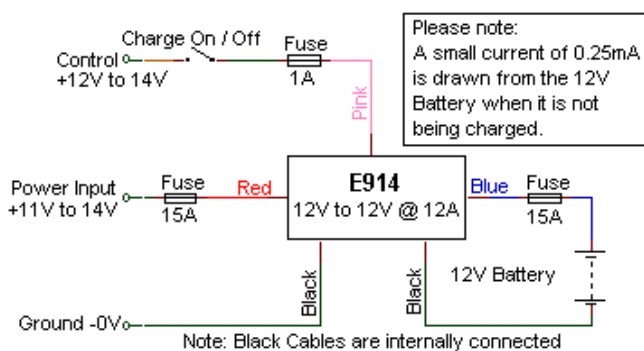 Charge On / Off
Control
+12V to 14V
Fuse
1A
Pink
Please note:
A small current of 0.25mA
is drawn from the 12V
Battery when it is not
being charged.
Power Input
+11V to 14V
Fuse
15A
Red
E914
12V to 12V @ 12A
Blue
Fuse
15A
Black
Black
12V Battery
Ground -0V
Note: Black Cables are internally connected